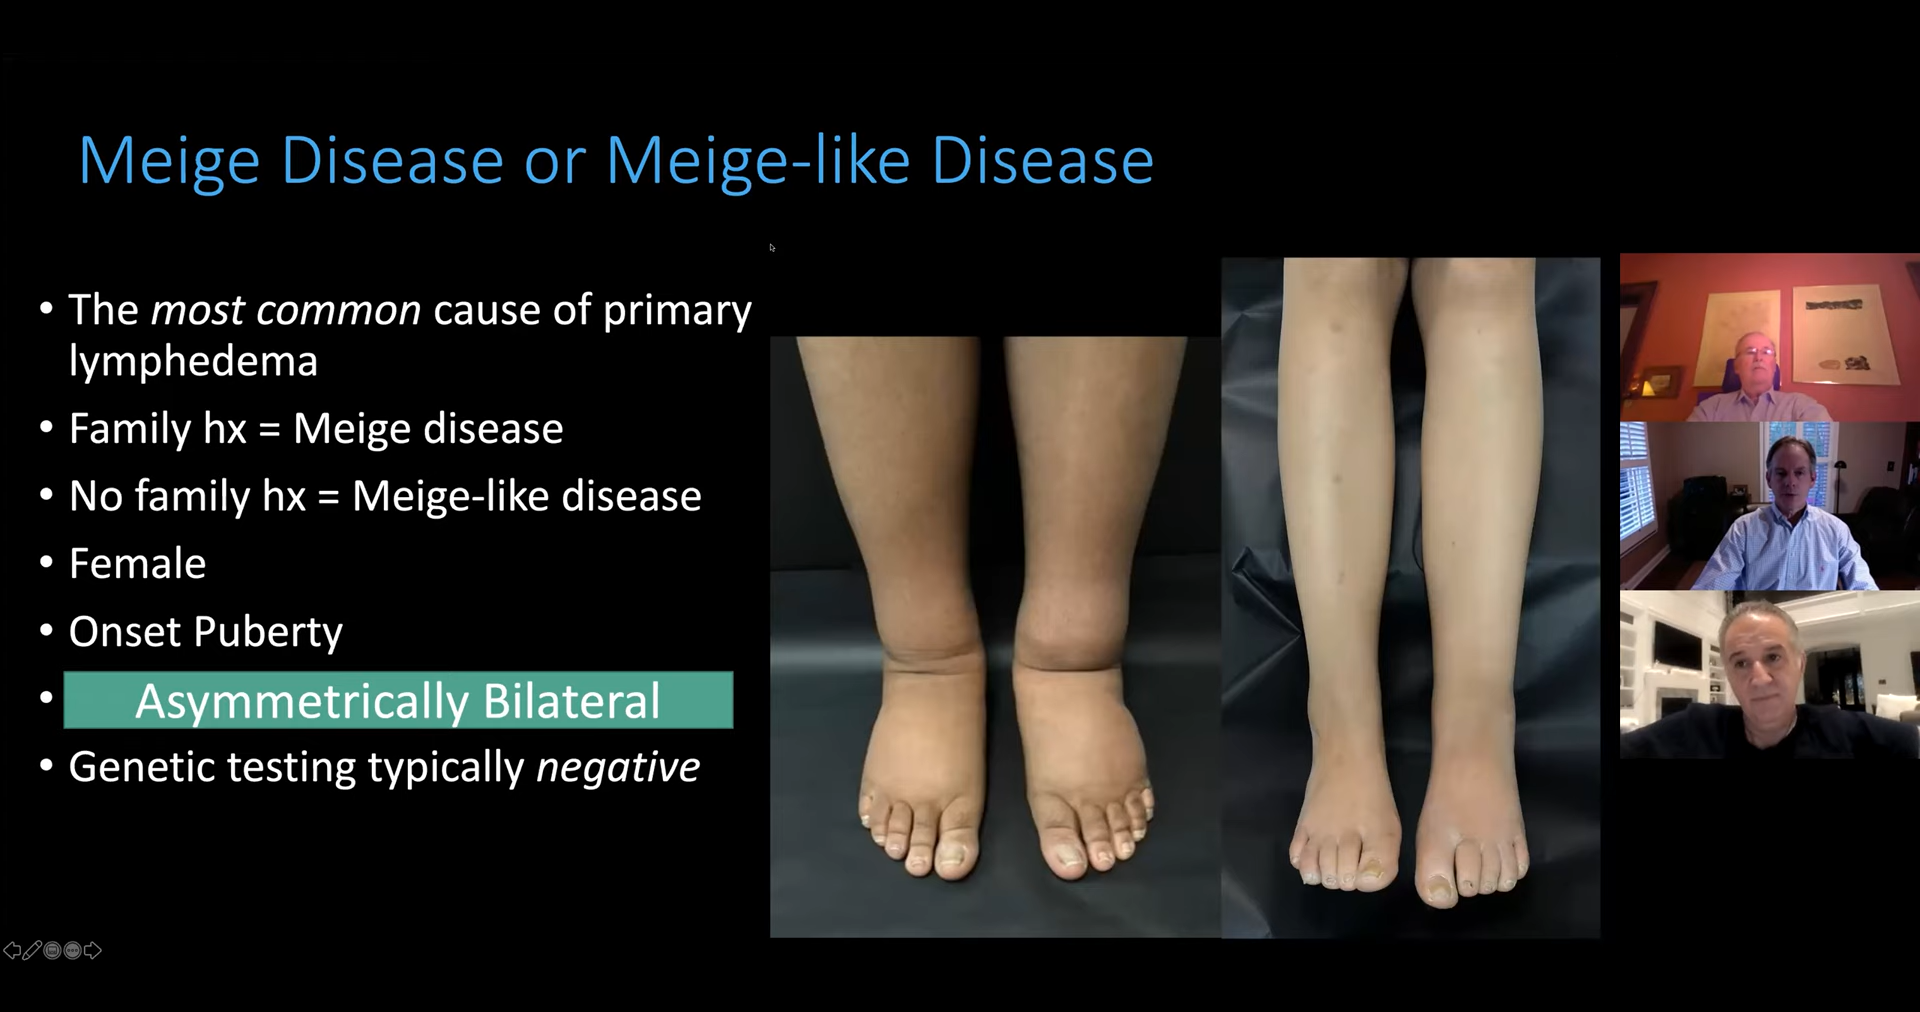 Meige Disease or Meige-like Disease
• The most common cause of primary
lymphedema
• Family hx = Meige disease
• No family hx = Meige-like disease
• Female
• Onset Puberty
• Asymmetrically Bilateral
• Genetic testing typically negative